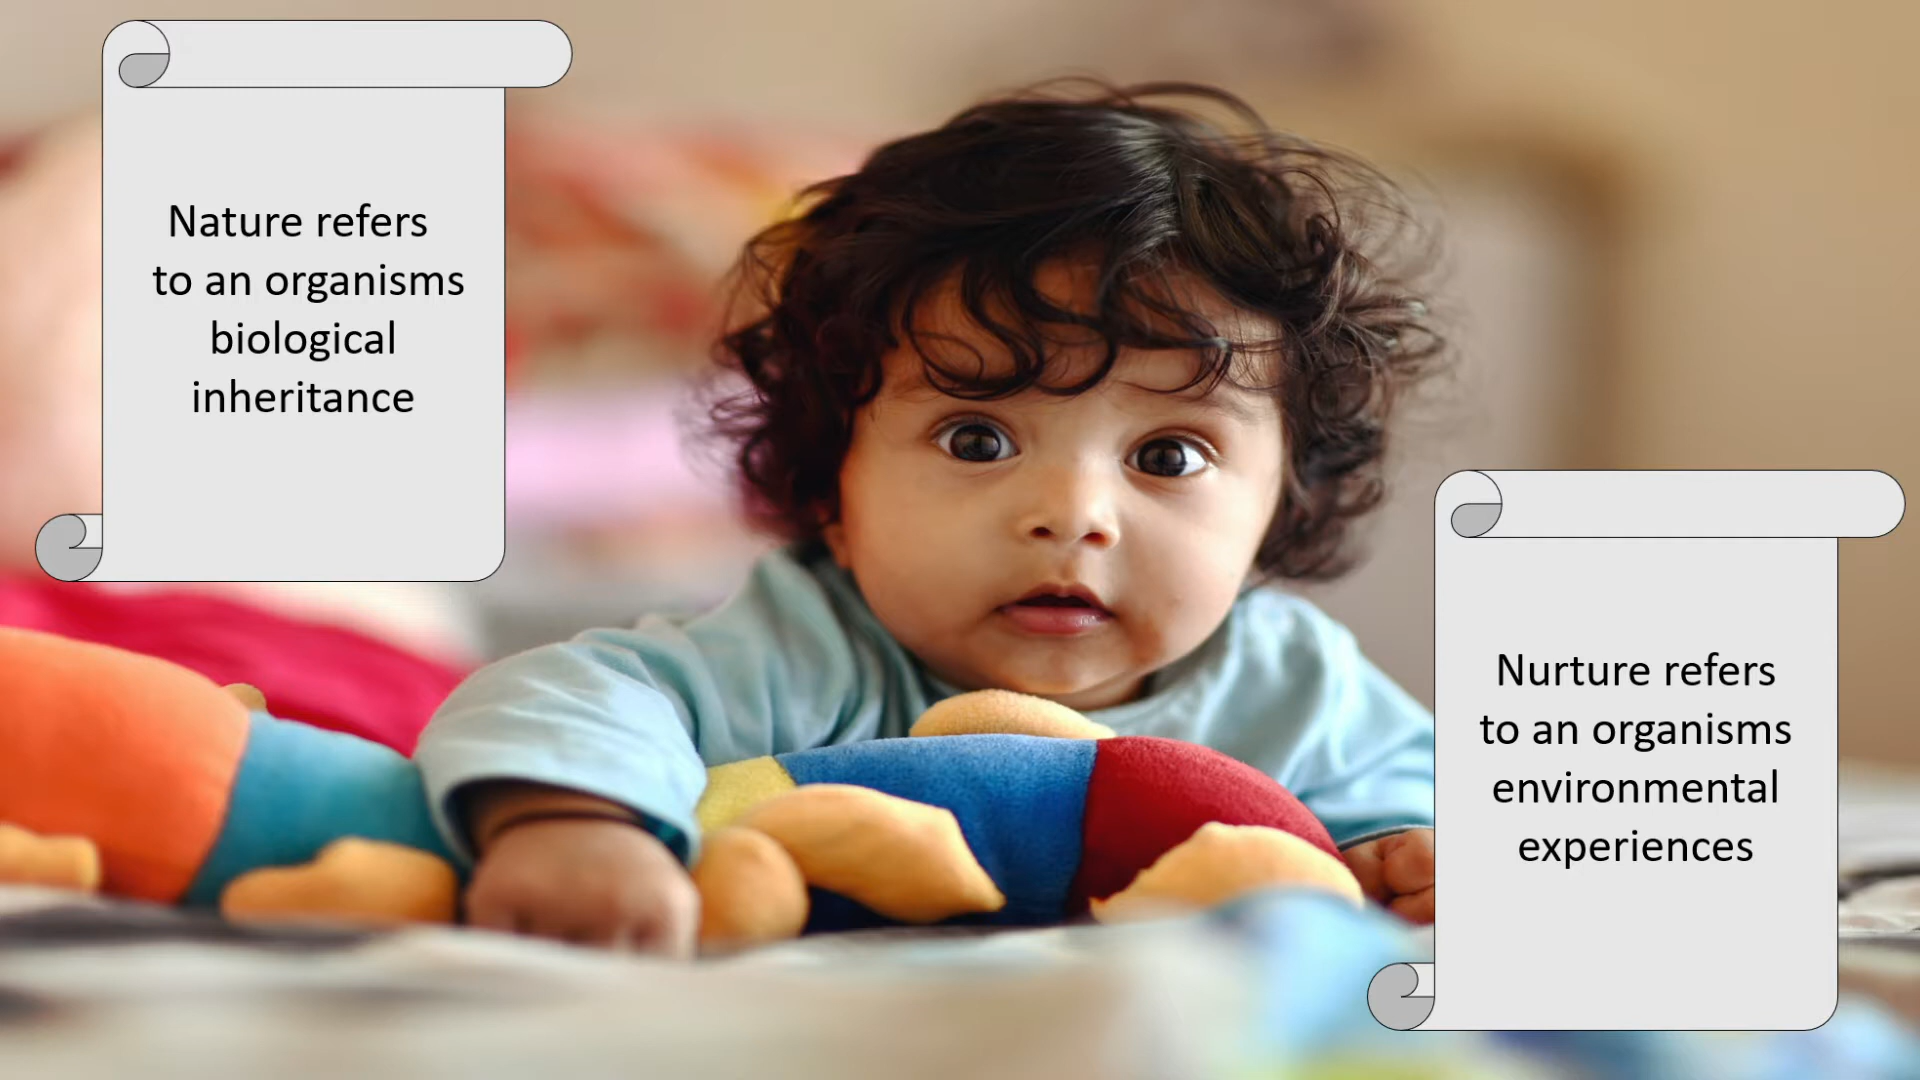 Nature refers
to an organisms
biological
inheritance
Nurture refers
to an organisms
environmental
experiences